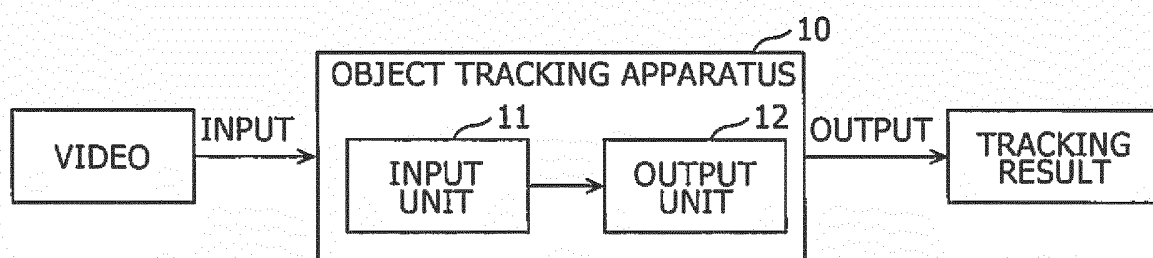 10
OBJECT TRACKING APPARATUS
VIDEO
INPUT
11
INPUT
UNIT
12
OUTPUT
UNIT
OUTPUT
TRACKING
RESULT